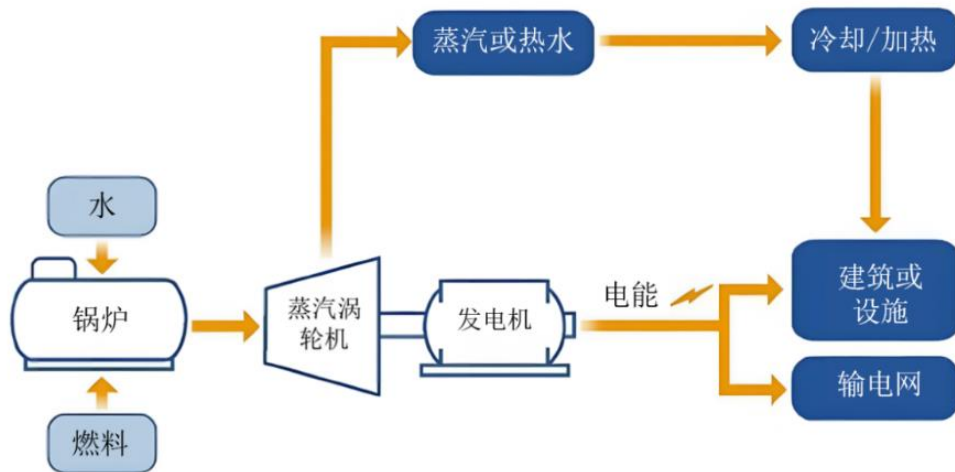 蒸汽或热水
冷却/加热
水
锅炉
燃料
蒸汽涡
轮机
发电机
电能
建筑或
设施
输电网